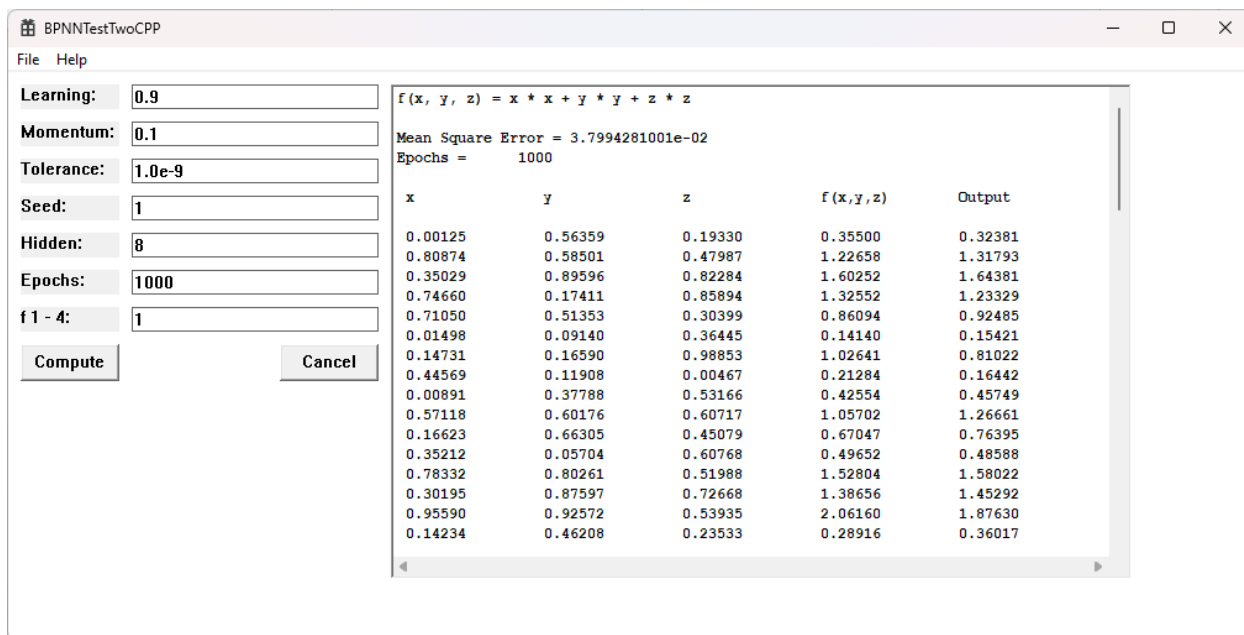 BPNNTestTwoCPP
File Help
Learning: 0.9
Momentum: 0.1
Tolerance: 1.0e-9
Seed: 1
Hidden: 8
Epochs: 1000
f 1 - 4: 1
Compute Cancel
f(x, y, z) = x * x + y * y + z * z
Mean Square Error = 3.7994281001e-02
Epochs = 1000
x y z f(x,y,z) Output
0.00125 0.56359 0.19330 0.35500 0.32381
0.80874 0.58501 0.47987 1.22658 1.31793
0.35029 0.89596 0.82284 1.60252 1.64381
0.74660 0.17411 0.85894 1.32552 1.23329
0.71050 0.51353 0.30399 0.86094 0.92485
0.01498 0.09140 0.36445 0.14140 0.15421
0.14731 0.16590 0.98853 1.02641 0.81022
0.44569 0.11908 0.00467 0.21284 0.16442
0.00891 0.37788 0.53166 0.42554 0.45749
0.57118 0.60176 0.60717 1.05702 1.26661
0.16623 0.66305 0.45079 0.67047 0.76395
0.35212 0.05704 0.60768 0.49652 0.48588
0.78332 0.80261 0.51988 1.52804 1.58022
0.30195 0.87597 0.72668 1.38656 1.45292
0.95590 0.92572 0.53935 2.06160 1.87630
0.14234 0.46208 0.23533 0.28916 0.36017